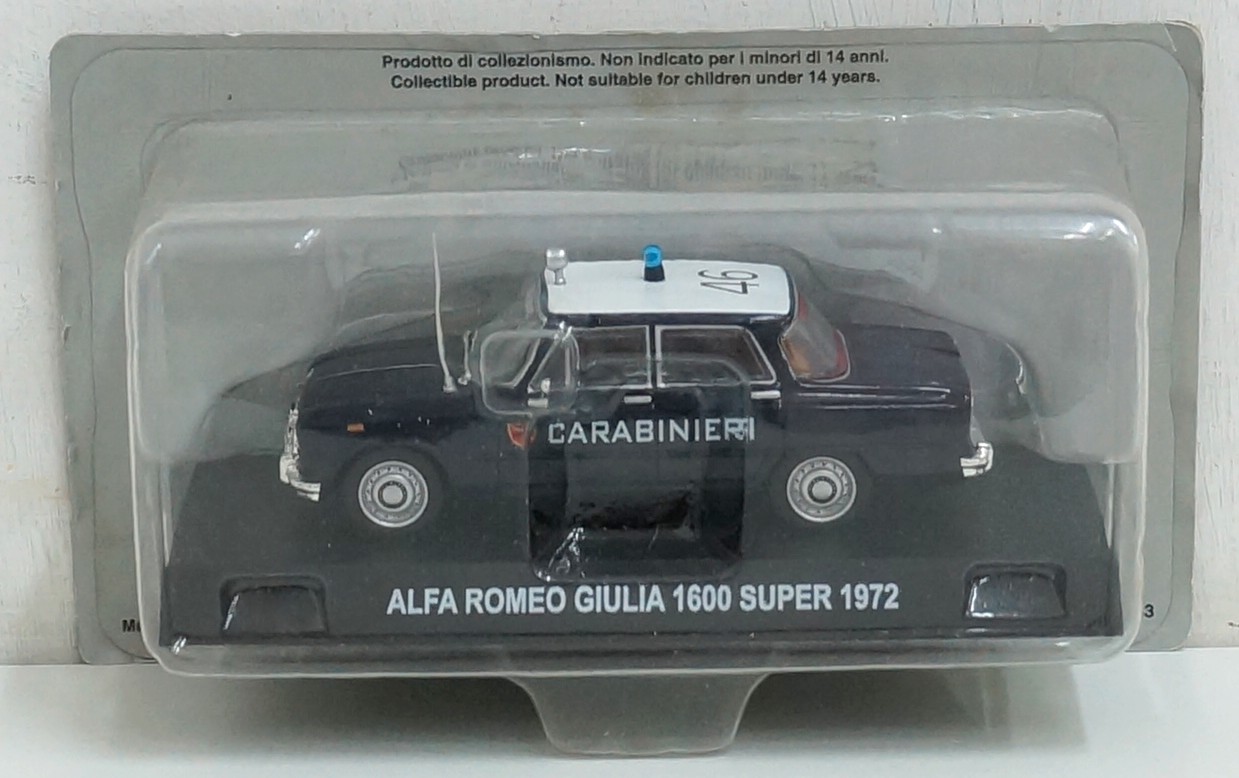 Prodotto di collezionismo. Non indicato per i minori di 14 anni.
Collectible product. Not suitable for children under 14 years.
46
CARABINIERI
ALFA ROMEO GIULIA 1600 SUPER 1972